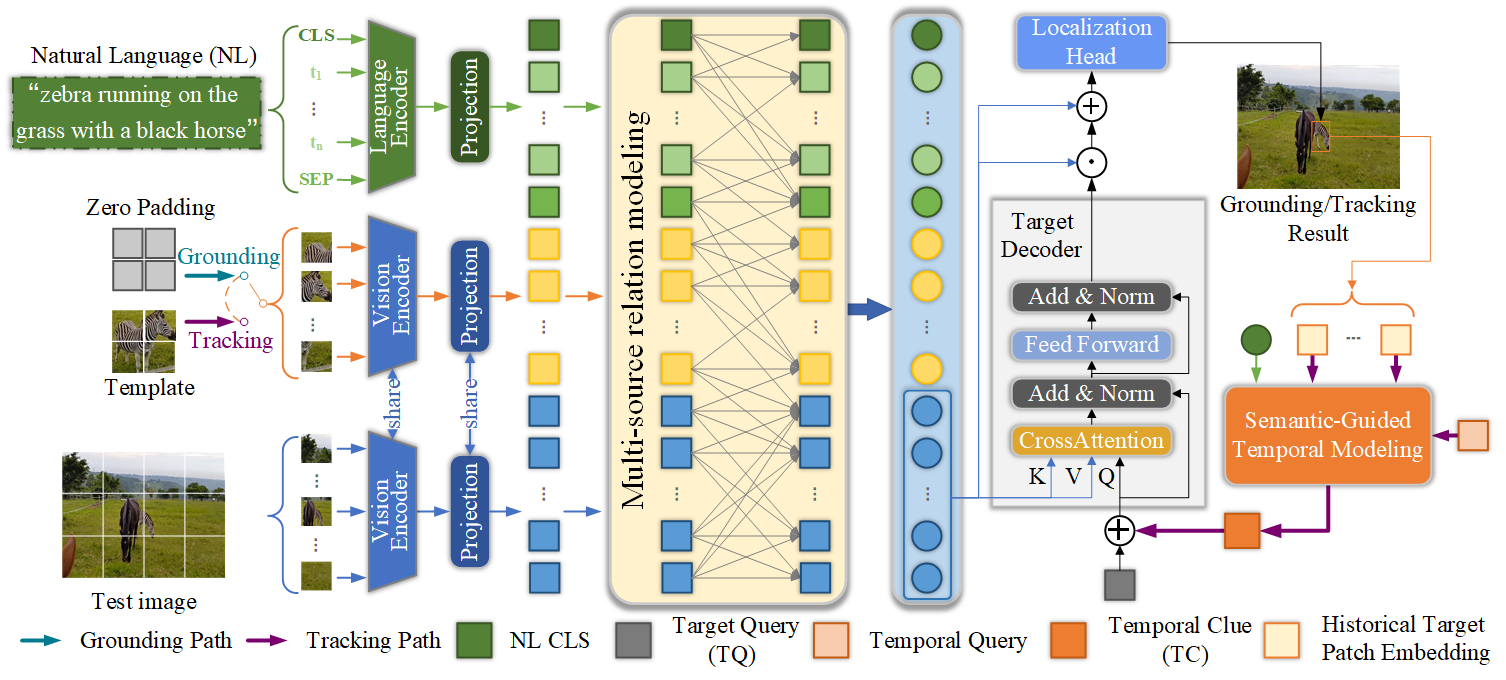 Natural Language (NL)
“zebra running on the
grass with a black horse”
CLS
t1
⋮
tn
SEP
Language
Encoder
Projection
Zero Padding
Grounding
Tracking
Template
Vision
Encoder
Projection
share
share
Vision
Encoder
Projection
Test image
Multi-source relation modeling
Localization
Head
Target
Decoder
Add & Norm
Feed Forward
Add & Norm
CrossAttention
K V Q
Grounding/Tracking
Result
Semantic-Guided
Temporal Modeling
Grounding Path
Tracking Path
NL CLS
Target Query
(TQ)
Temporal Query
Temporal Clue
(TC)
Historical Target
Patch Embedding